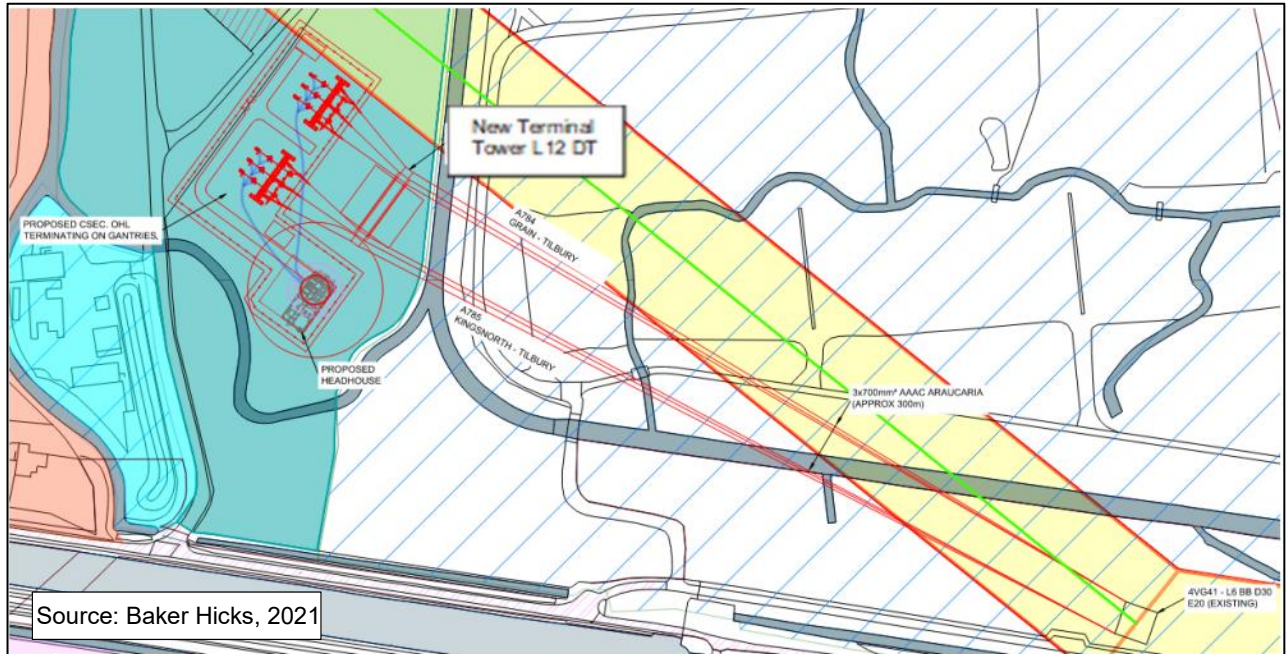 New Terminal
Tower L12 DT
PROPOSED CSEC. OHL
TERMINATING ON GANTRIES,
A784
GRAIN - TILBURY
A785
KINGSNORTH - TILBURY
PROPOSED
HEADHOUSE
3x700mm² AAAC ARAUCARIA
(APPROX 300m)
4VG41 - L6 BB D30
E20 (EXISTING)
Source: Baker Hicks, 2021